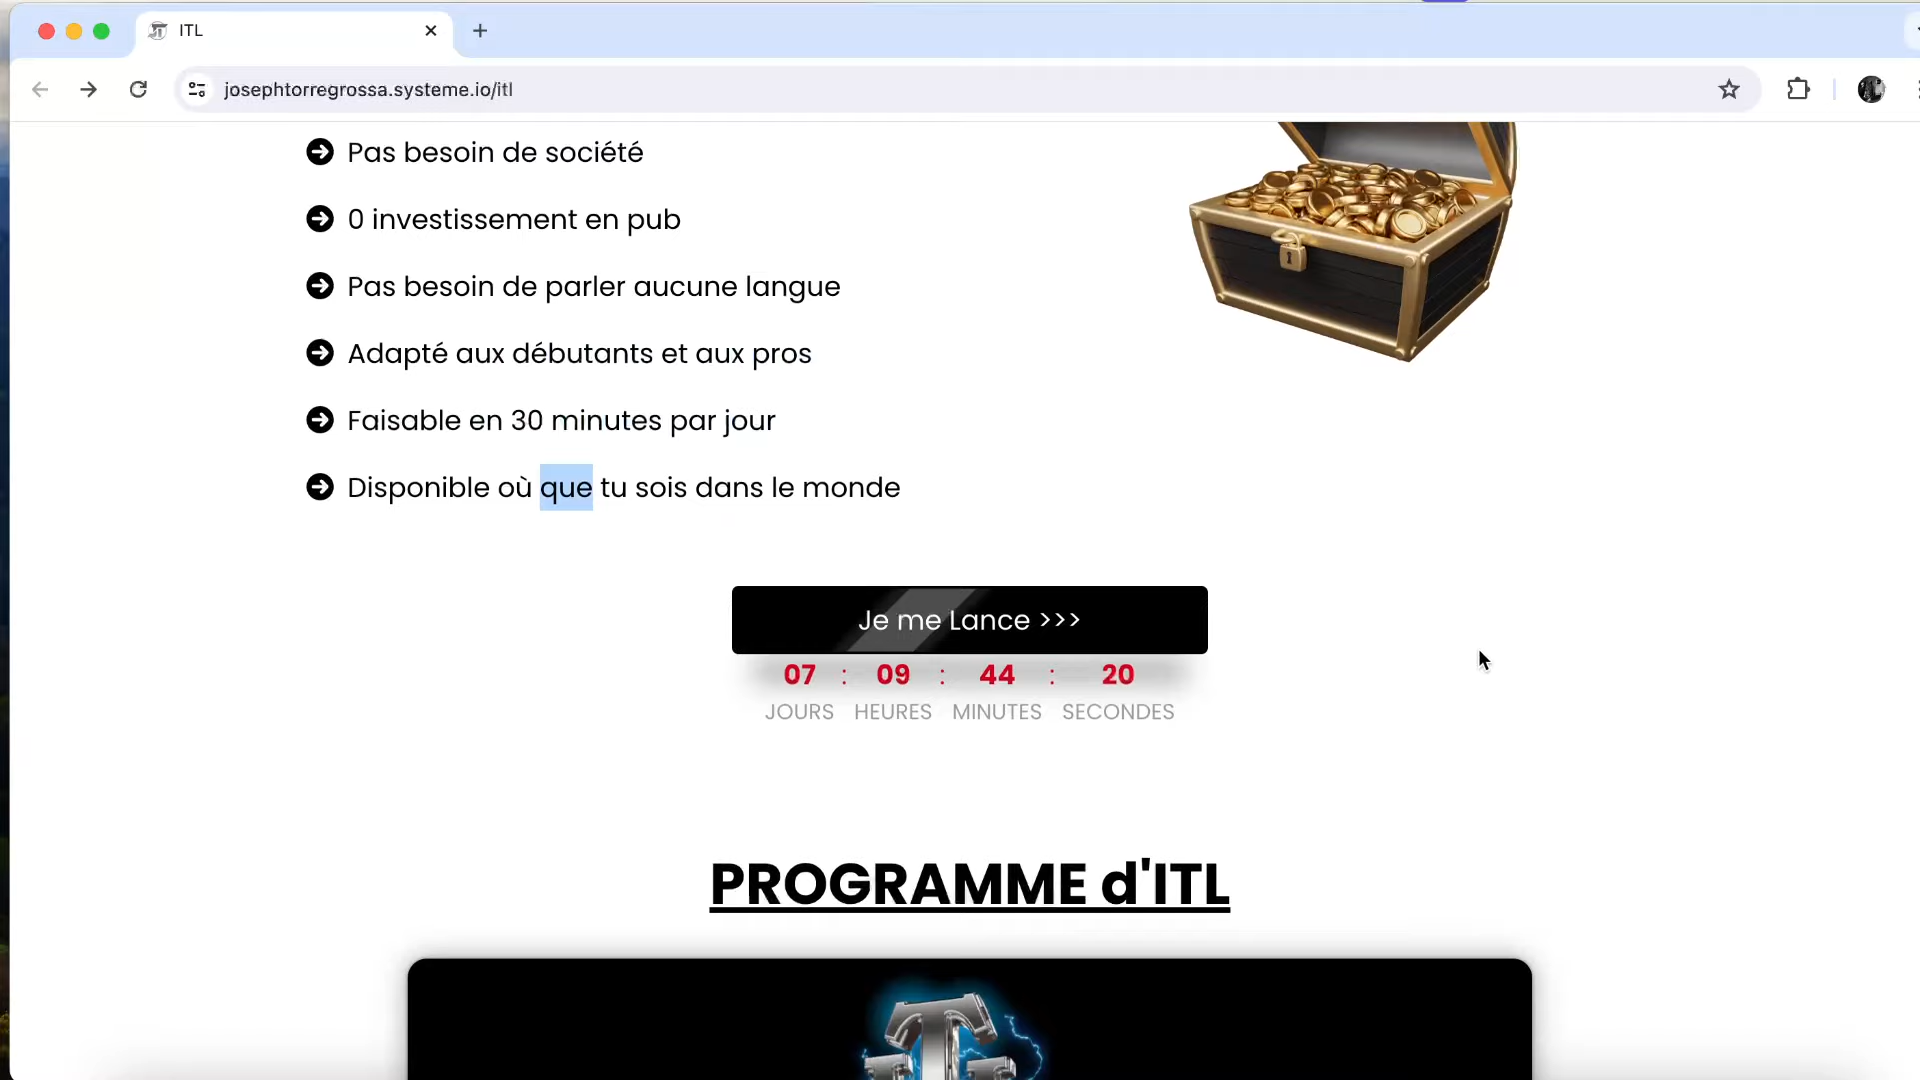 ITL
josephtorregrossa.systeme.io/itl
Pas besoin de société
0 investissement en pub
Pas besoin de parler aucune langue
Adapté aux débutants et aux pros
Faisable en 30 minutes par jour
Disponible où que tu sois dans le monde
Je me Lance >>>
07 : 09 : 44 : 20
JOURS HEURES MINUTES SECONDES
PROGRAMME d'ITL